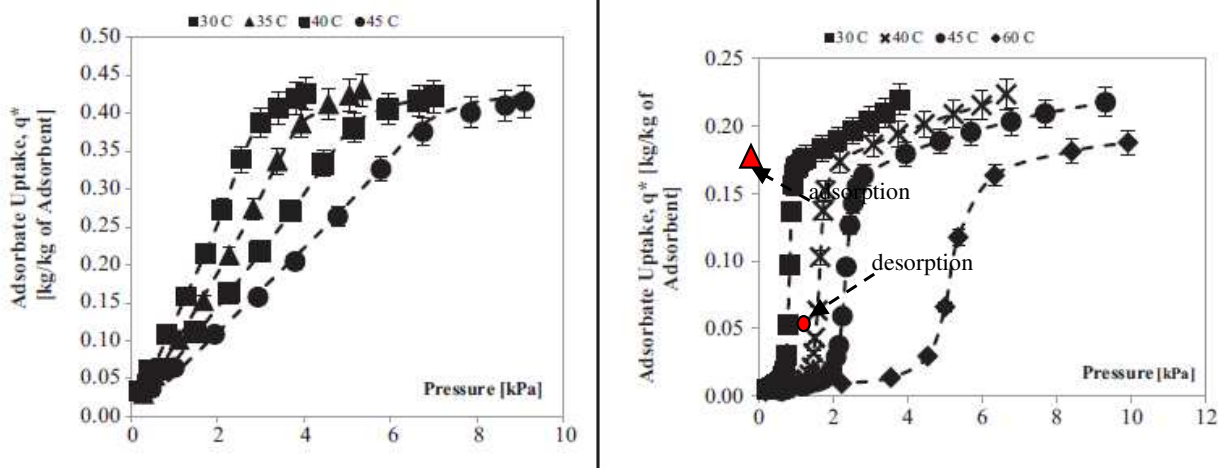 ■30 C ▲35 C ■40 C ●45 C
Adsorbate Uptake, q*
[kg/kg of Adsorbent]
0.50
0.45
0.40
0.35
0.30
0.25
0.20
0.15
0.10
0.05
0.00
Pressure [kPa]
0 2 4 6 8 10
■30 C ×40 C ●45 C ◆60 C
Adsorbate Uptake, q* [kg/kg of
Adsorbent]
0.25
0.20
0.15
0.10
0.05
0.00
adsorption
desorption
Pressure [kPa]
0 2 4 6 8 10 12